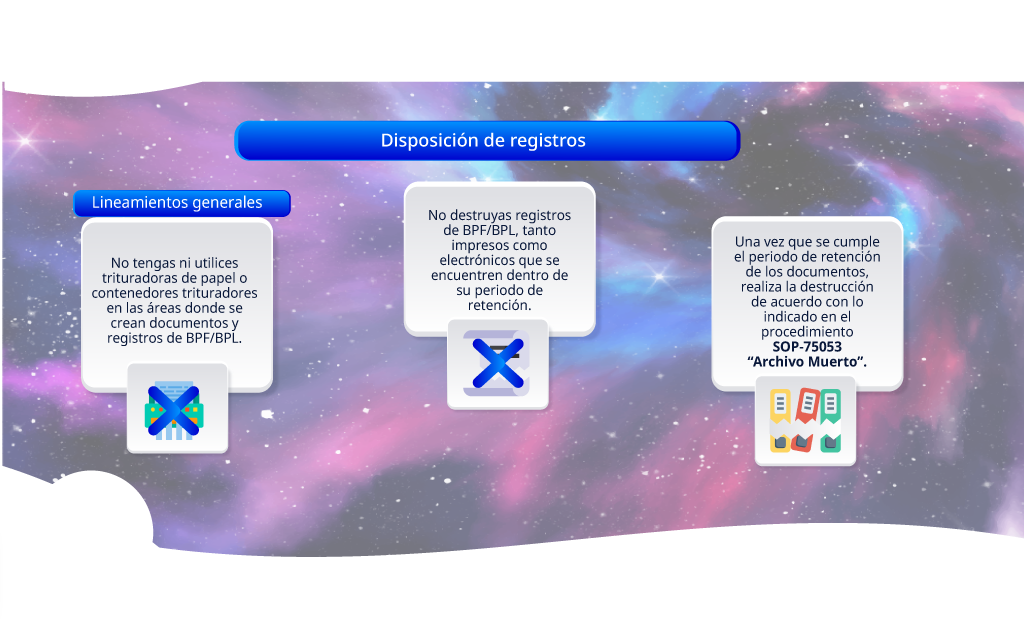 Disposición de registros
Lineamientos generales
No tengas ni utilices
trituradoras de papel o
contenedores trituradores
en las áreas donde se
crean documentos y
registros de BPF/BPL.
No destruyas registros
de BPF/BPL, tanto
impresos como
electrónicos que se
encuentren dentro de
su periodo de
retención.
Una vez que se cumple
el periodo de retención
de los documentos,
realiza la destrucción
de acuerdo con lo
indicado en el
procedimiento
SOP-75053
“Archivo Muerto”.